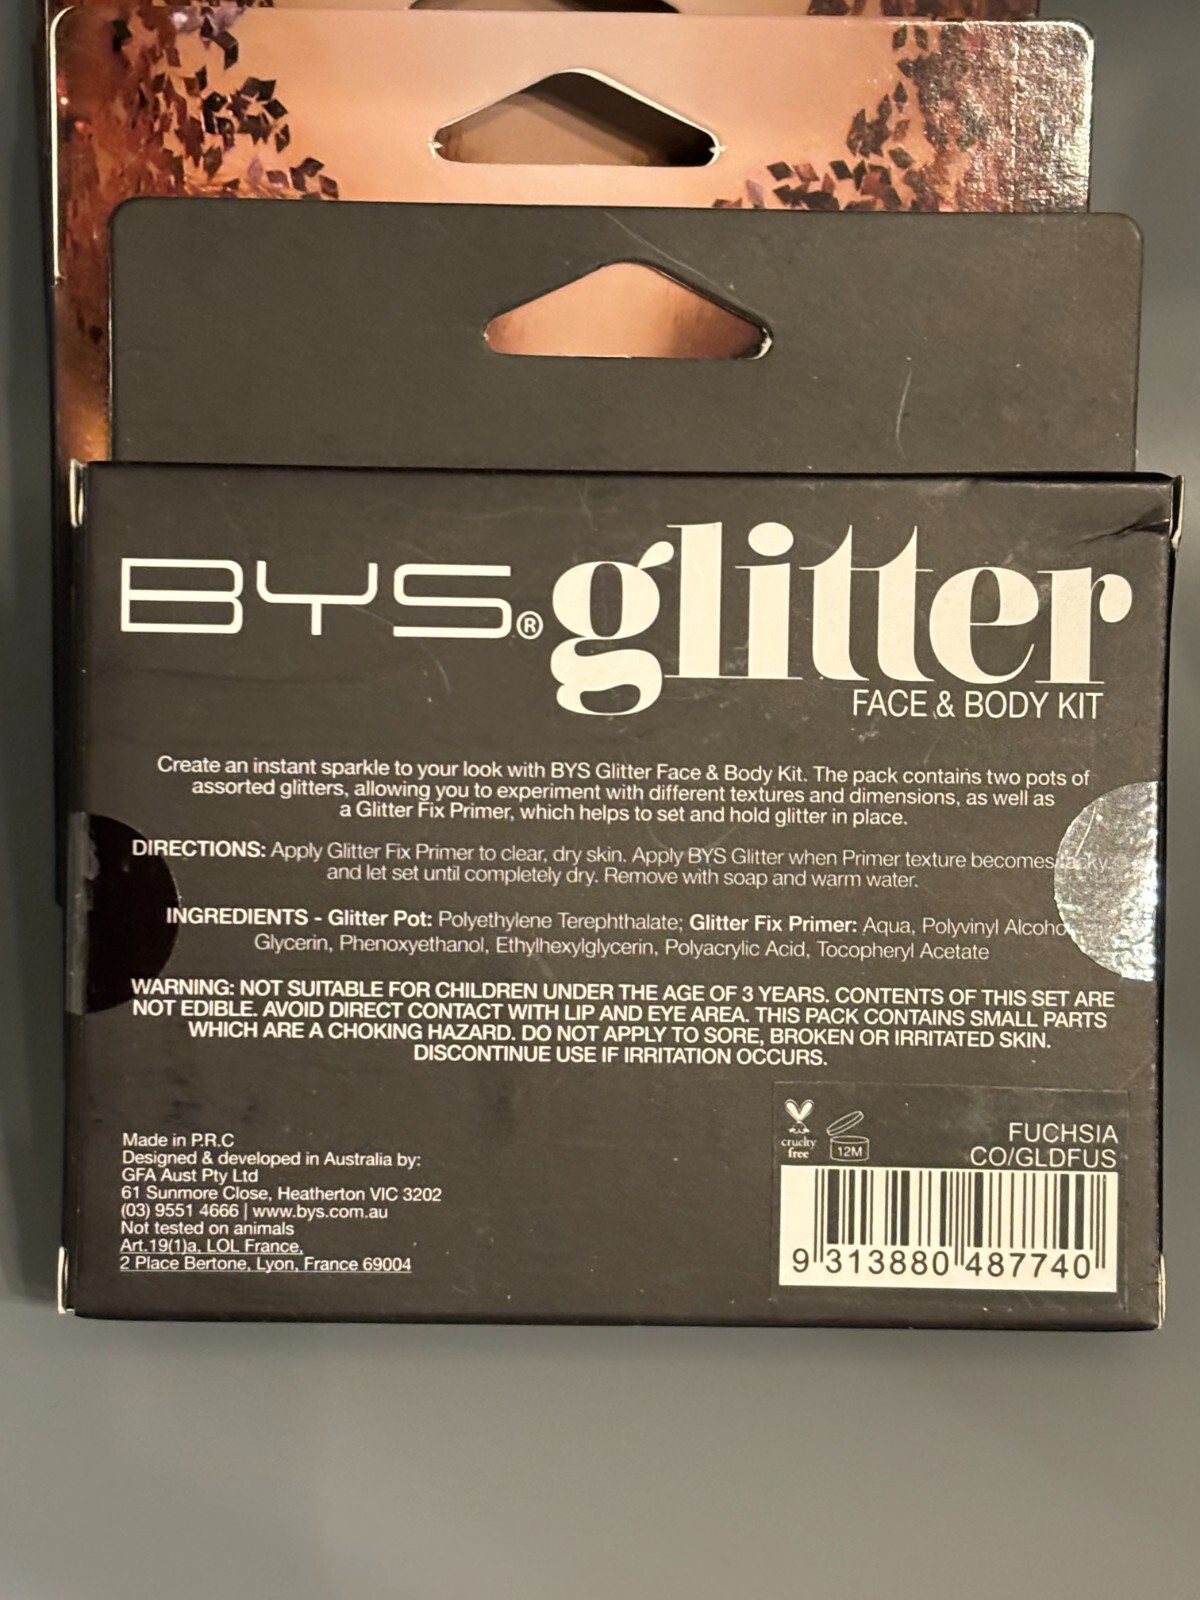 BYS® glitter
FACE & BODY KIT
Create an instant sparkle to your look with BYS Glitter Face & Body Kit. The pack contains two pots of
assorted glitters, allowing you to experiment with different textures and dimensions, as well as
a Glitter Fix Primer, which helps to set and hold glitter in place.
DIRECTIONS: Apply Glitter Fix Primer to clear, dry skin. Apply BYS Glitter when Primer texture becomes tacky
and let set until completely dry. Remove with soap and warm water.
INGREDIENTS - Glitter Pot: Polyethylene Terephthalate; Glitter Fix Primer: Aqua, Polyvinyl Alcoho
Glycerin, Phenoxyethanol, Ethylhexylglycerin, Polyacrylic Acid, Tocopheryl Acetate
WARNING: NOT SUITABLE FOR CHILDREN UNDER THE AGE OF 3 YEARS. CONTENTS OF THIS SET ARE
NOT EDIBLE. AVOID DIRECT CONTACT WITH LIP AND EYE AREA. THIS PACK CONTAINS SMALL PARTS
WHICH ARE A CHOKING HAZARD. DO NOT APPLY TO SORE, BROKEN OR IRRITATED SKIN.
DISCONTINUE USE IF IRRITATION OCCURS.
Made in P.R.C
Designed & developed in Australia by:
GFA Aust Pty Ltd
61 Sunmore Close, Heatherton VIC 3202
(03) 9551 4666 | www.bys.com.au
Not tested on animals
Art.19(1)a, LOL France,
2 Place Bertone, Lyon, France 69004
cruelty
free
12M
FUCHSIA
CO/GLDFUS
9 313880 487740